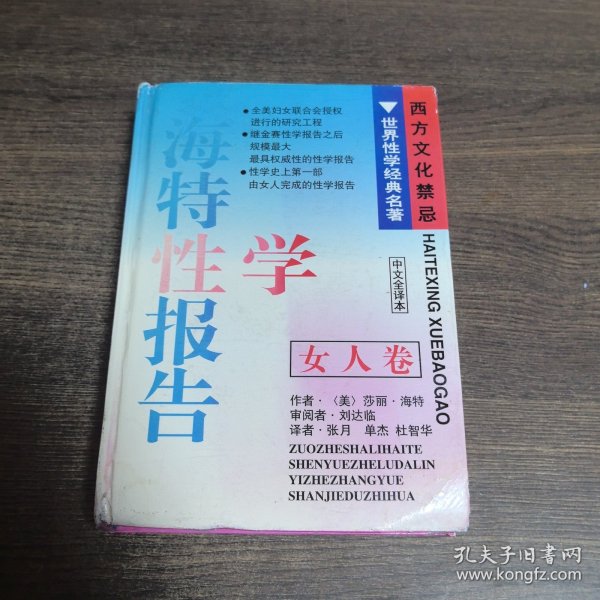 西方文化禁忌
世界性学经典名著
● 全美妇女联合会授权
进行的研究工程
● 继金赛性学报告之后
规模最大
最具权威性的性学报告
● 性学史上第一部
由女人完成的性学报告
海特性学报告
HAITEXING XUEBAOGAO
中文全译本
女人卷
作者·〈美〉莎丽·海特
审阅者·刘达临
译者·张月 单杰 杜智华
ZUOZHESHALIHAITE
SHENYUEZHELUDALIN
YIZHEZHANGYUE
SHANJIEDUZHIHUA
孔夫子旧书网
www.kongfz.com